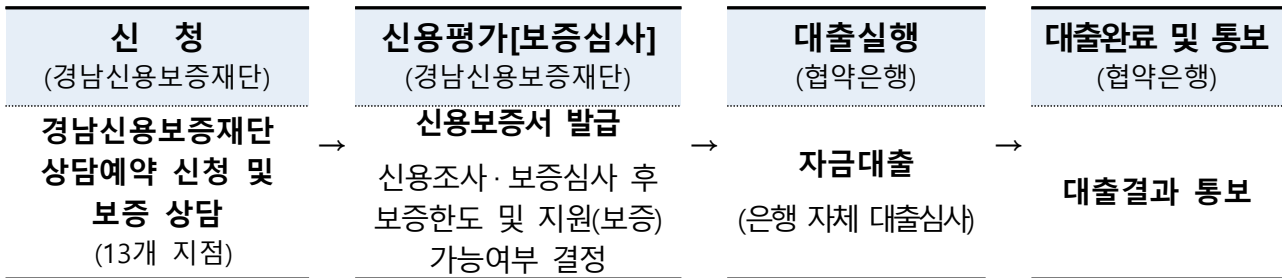 신 청
(경남신용보증재단)
경남신용보증재단
상담예약 신청 및
보증 상담
(13개 지점)
→
신용평가[보증심사]
(경남신용보증재단)
신용보증서 발급
신용조사· 보증심사 후
보증한도 및 지원(보증)
가능여부 결정
→
대출실행
(협약은행)
자금대출
(은행 자체 대출심사)
→
대출완료 및 통보
(협약은행)
대출결과 통보